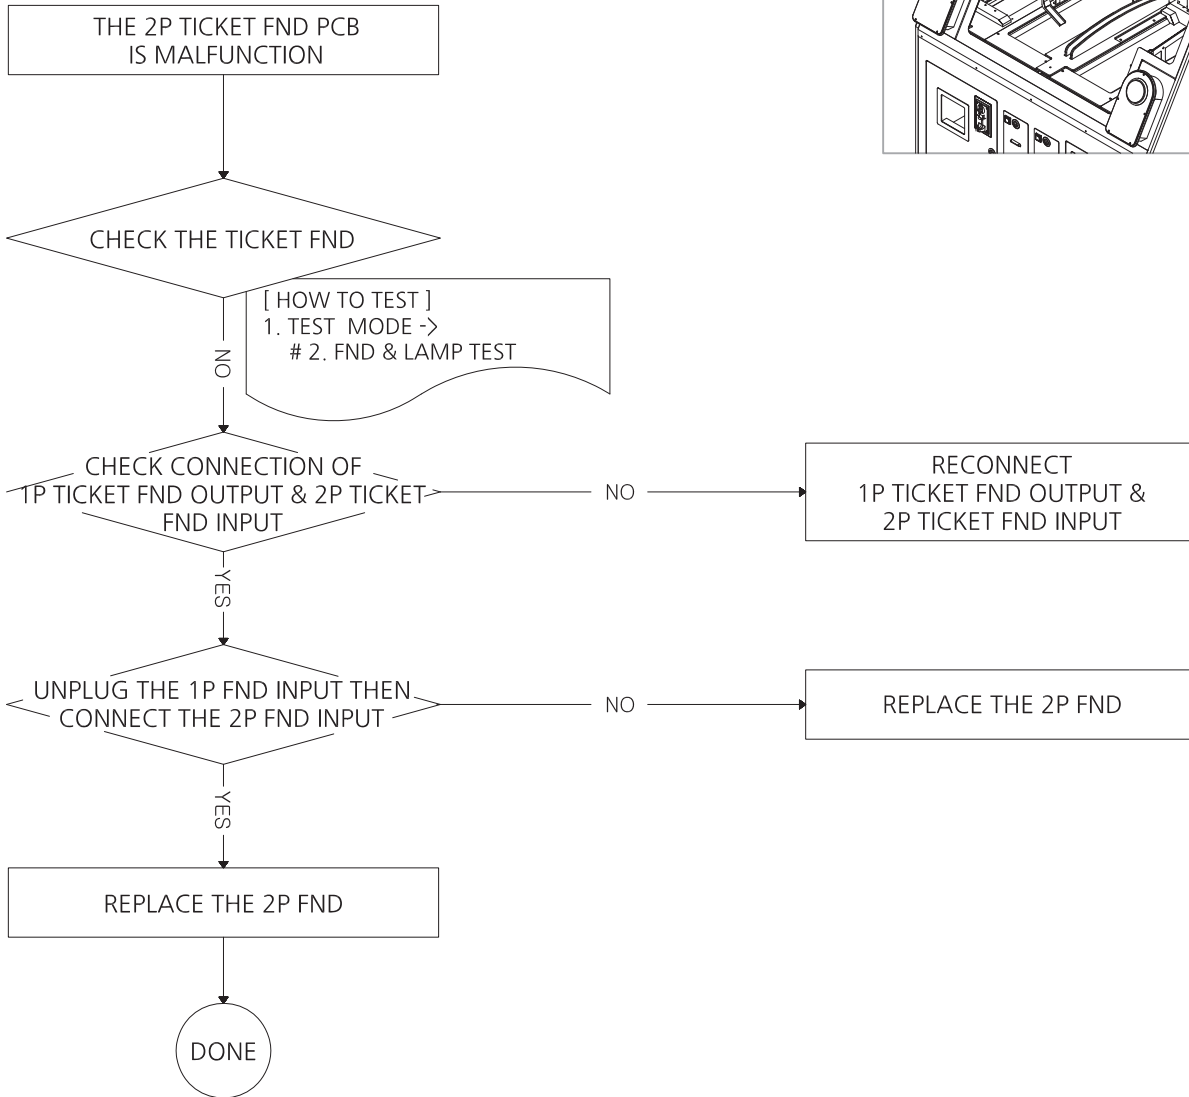 THE 2P TICKET FND PCB
IS MALFUNCTION
CHECK THE TICKET FND
[ HOW TO TEST ]
1. TEST MODE ->
# 2. FND & LAMP TEST
NO
CHECK CONNECTION OF
1P TICKET FND OUTPUT & 2P TICKET
FND INPUT
NO
RECONNECT
1P TICKET FND OUTPUT &
2P TICKET FND INPUT
YES
UNPLUG THE 1P FND INPUT THEN
CONNECT THE 2P FND INPUT
NO
REPLACE THE 2P FND
YES
REPLACE THE 2P FND
DONE